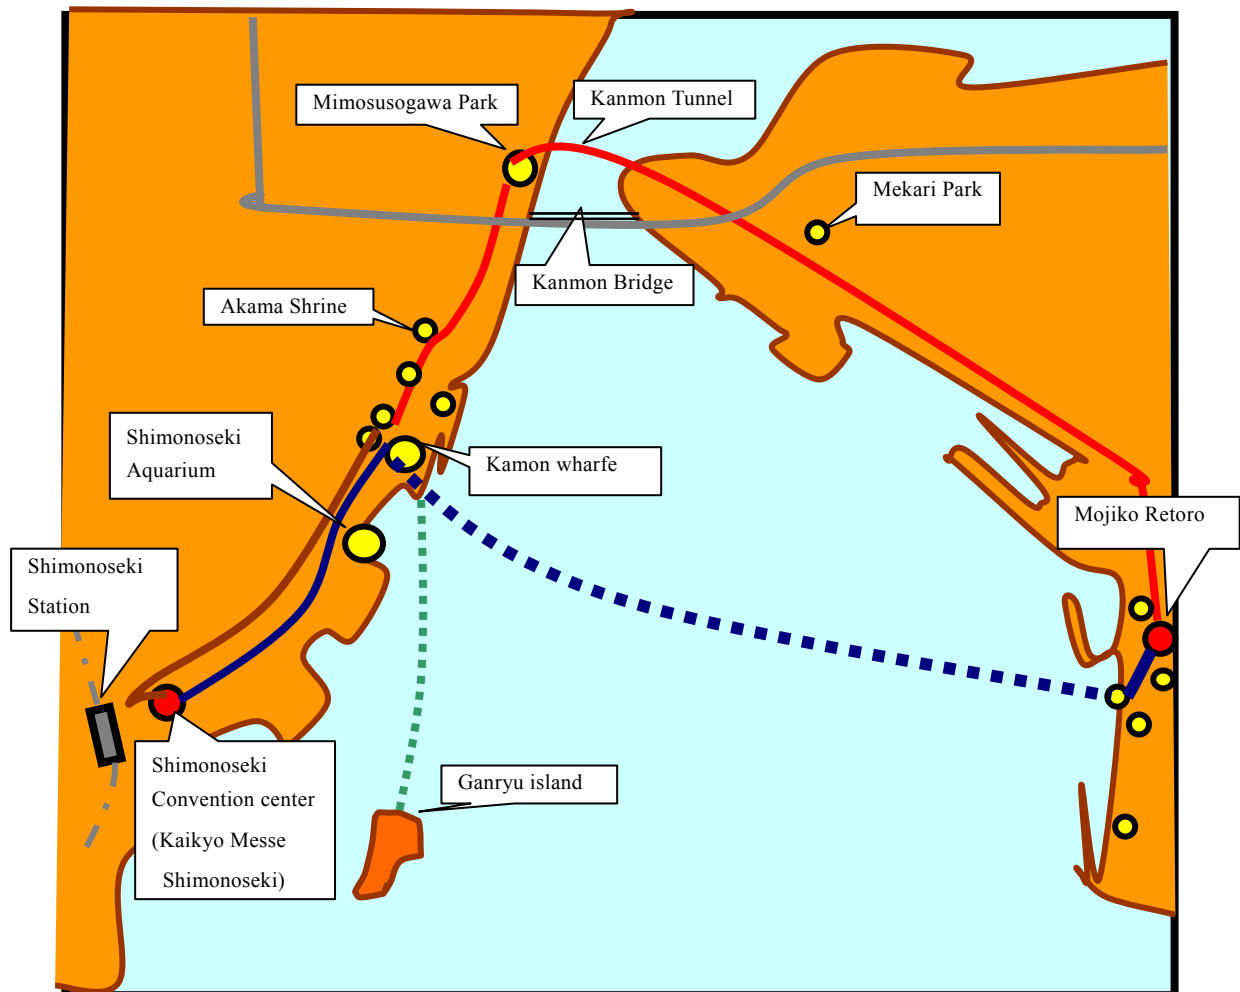 Mimosusogawa Park
Kanmon Tunnel
Mekari Park
Kanmon Bridge
Akama Shrine
Shimonoseki
Aquarium
Kamon wharfe
Mojiko Retoro
Shimonoseki
Station
Shimonoseki
Convention center
(Kaikyo Messe
Shimonoseki)
Ganryu island